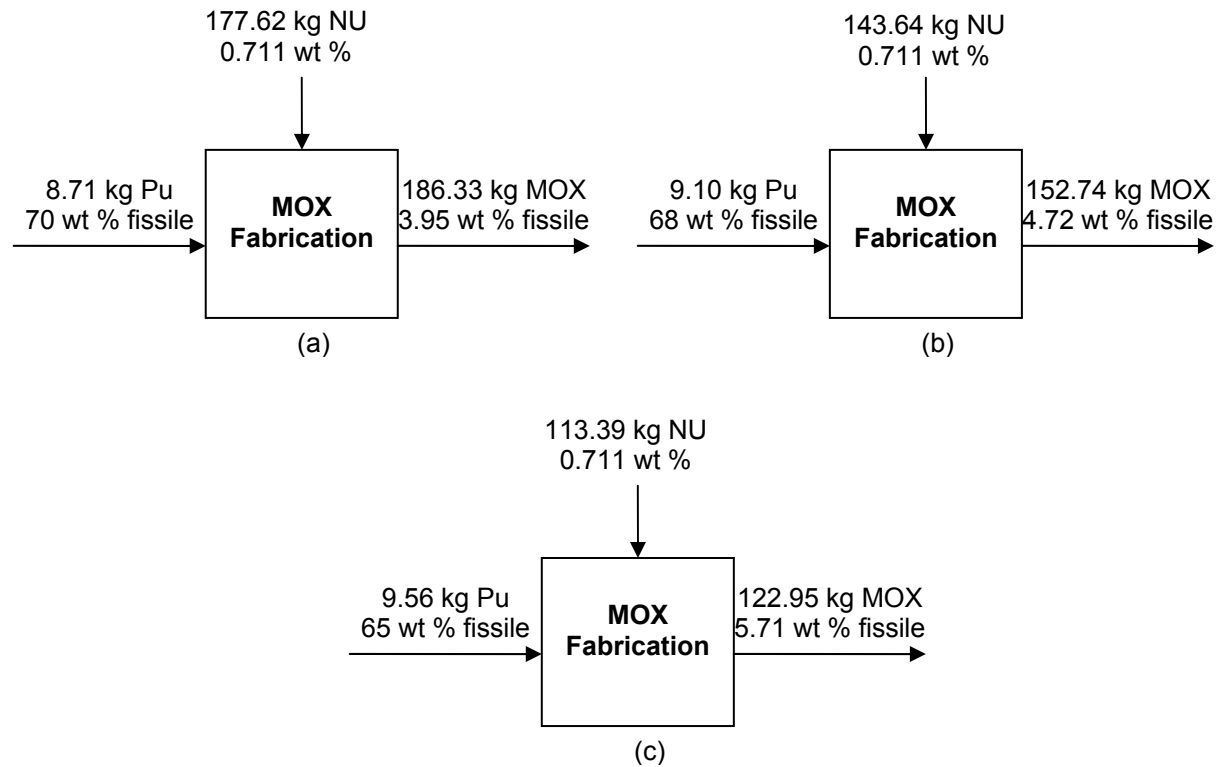 177.62 kg NU
0.711 wt %
8.71 kg Pu
70 wt % fissile
MOX
Fabrication
186.33 kg MOX
3.95 wt % fissile
(a)
143.64 kg NU
0.711 wt %
9.10 kg Pu
68 wt % fissile
MOX
Fabrication
152.74 kg MOX
4.72 wt % fissile
(b)
113.39 kg NU
0.711 wt %
9.56 kg Pu
65 wt % fissile
MOX
Fabrication
122.95 kg MOX
5.71 wt % fissile
(c)